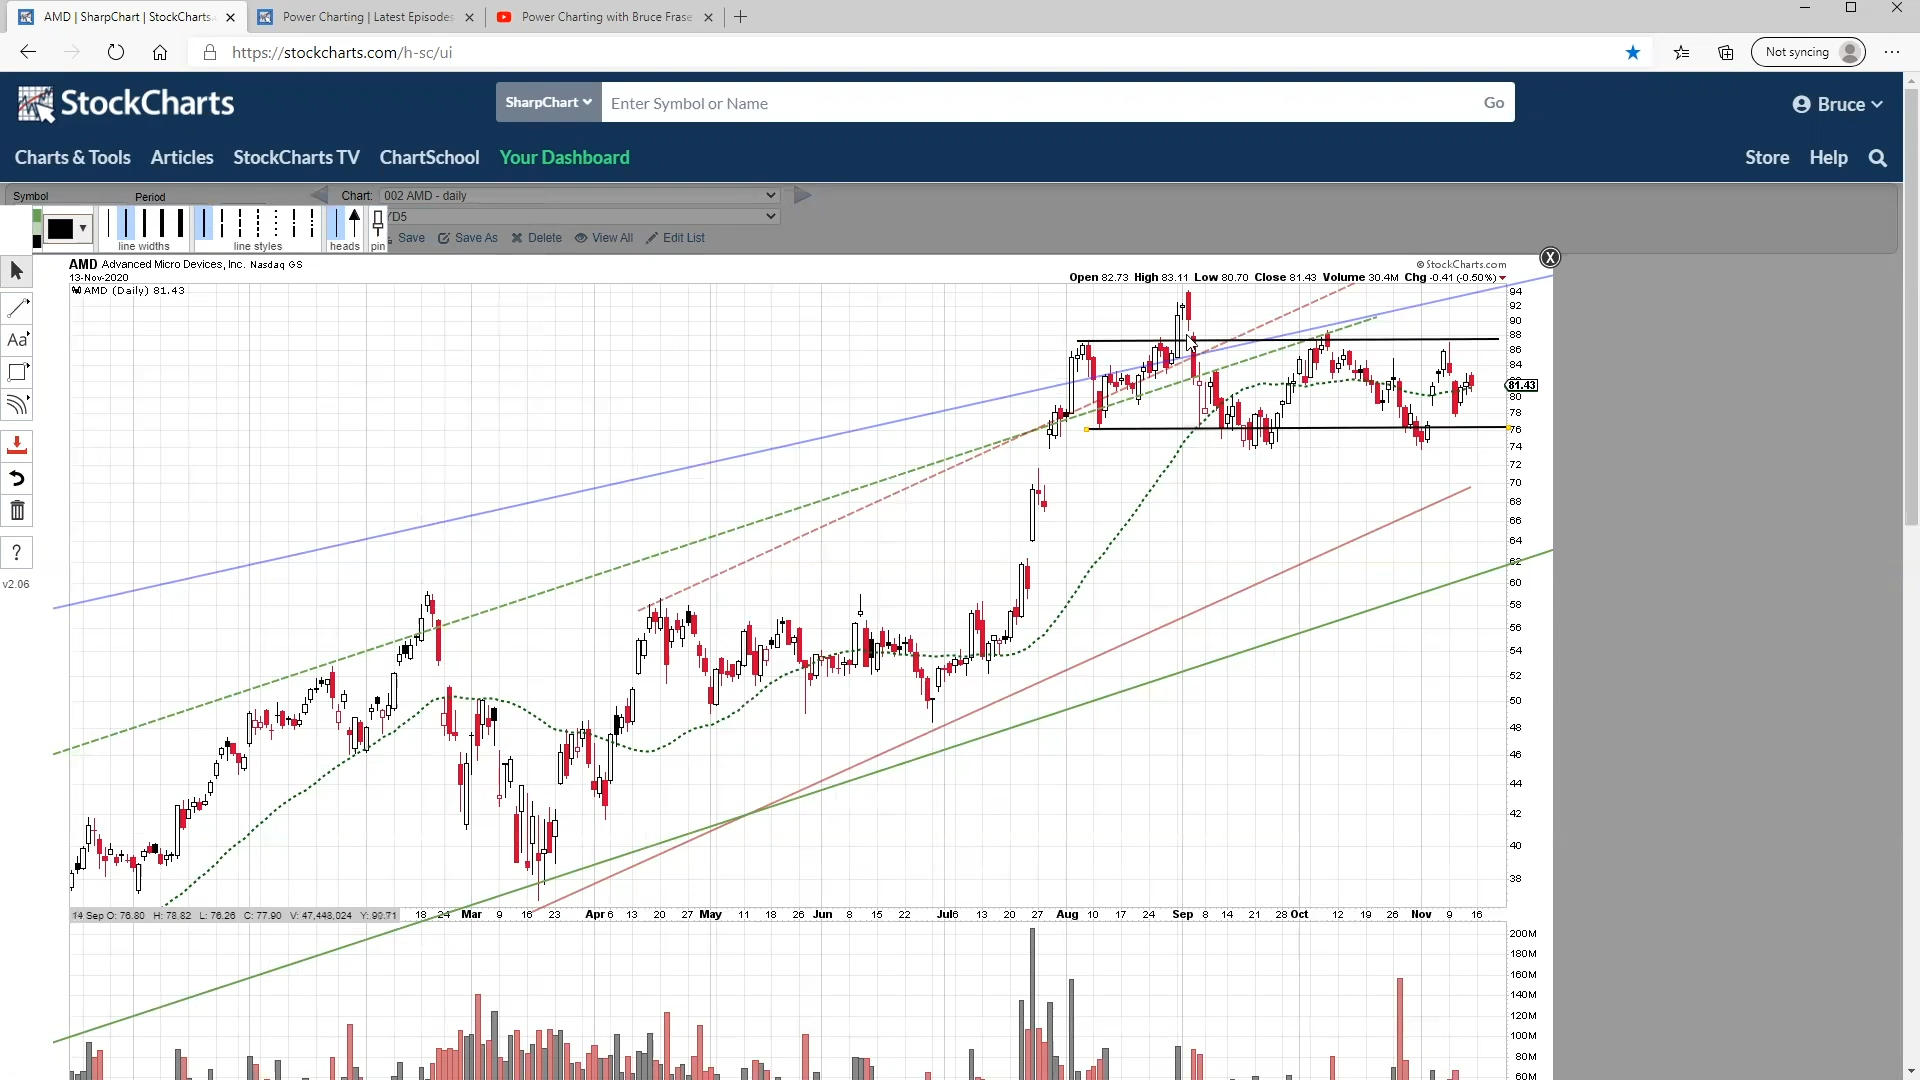 AMD | SharpChart | StockCharts.
Power Charting | Latest Episodes
Power Charting with Bruce Frase
https://stockcharts.com/h-sc/ui
Not syncing
StockCharts
SharpChart
Enter Symbol or Name
Go
Bruce
Charts & Tools Articles StockCharts TV ChartSchool Your Dashboard
Store Help
Symbol Period Chart: 002 AMD - daily
YD5
line widths line styles heads pin
Save Save As Delete View All Edit List
AMD Advanced Micro Devices, Inc. Nasdaq GS
© StockCharts.com
X
13-Nov-2020
Open 82.73 High 83.11 Low 80.70 Close 81.43 Volume 30.4M Chg -0.41 (-0.50%)
AMD (Daily) 81.43
Aa
?
v2.06
94
92
90
88
86
84
81.43
80
78
76
74
72
70
68
66
64
62
60
58
56
54
52
50
48
46
44
42
40
38
14 Sep O: 76.80 H: 78.82 L: 76.26 C: 77.90 V: 47,448,024 Y: 90.71
18 24 Mar 9 16 23 Apr 6 13 20 27 May 11 18 26 Jun 8 15 22 Jul 6 13 20 27 Aug 10 17 24 Sep 8 14 21 28 Oct 12 19 26 Nov 9 16
200M
180M
160M
140M
120M
100M
80M
60M